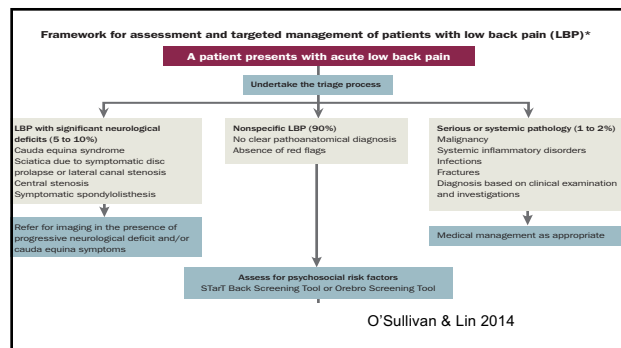 Framework for assessment and targeted management of patients with low back pain (LBP)*
A patient presents with acute low back pain
Undertake the triage process
LBP with significant neurological
deficits (5 to 10%)
Cauda equina syndrome
Sciatica due to symptomatic disc
prolapse or lateral canal stenosis
Central stenosis
Symptomatic spondylolisthesis
Nonspecific LBP (90%)
No clear pathoanatomical diagnosis
Absence of red flags
Serious or systemic pathology (1 to 2%)
Malignancy
Systemic inflammatory disorders
Infections
Fractures
Diagnosis based on clinical examination
and investigations
Refer for imaging in the presence of
progressive neurological deficit and/or
cauda equina symptoms
Medical management as appropriate
Assess for psychosocial risk factors
STarT Back Screening Tool or Orebro Screening Tool
O'Sullivan & Lin 2014